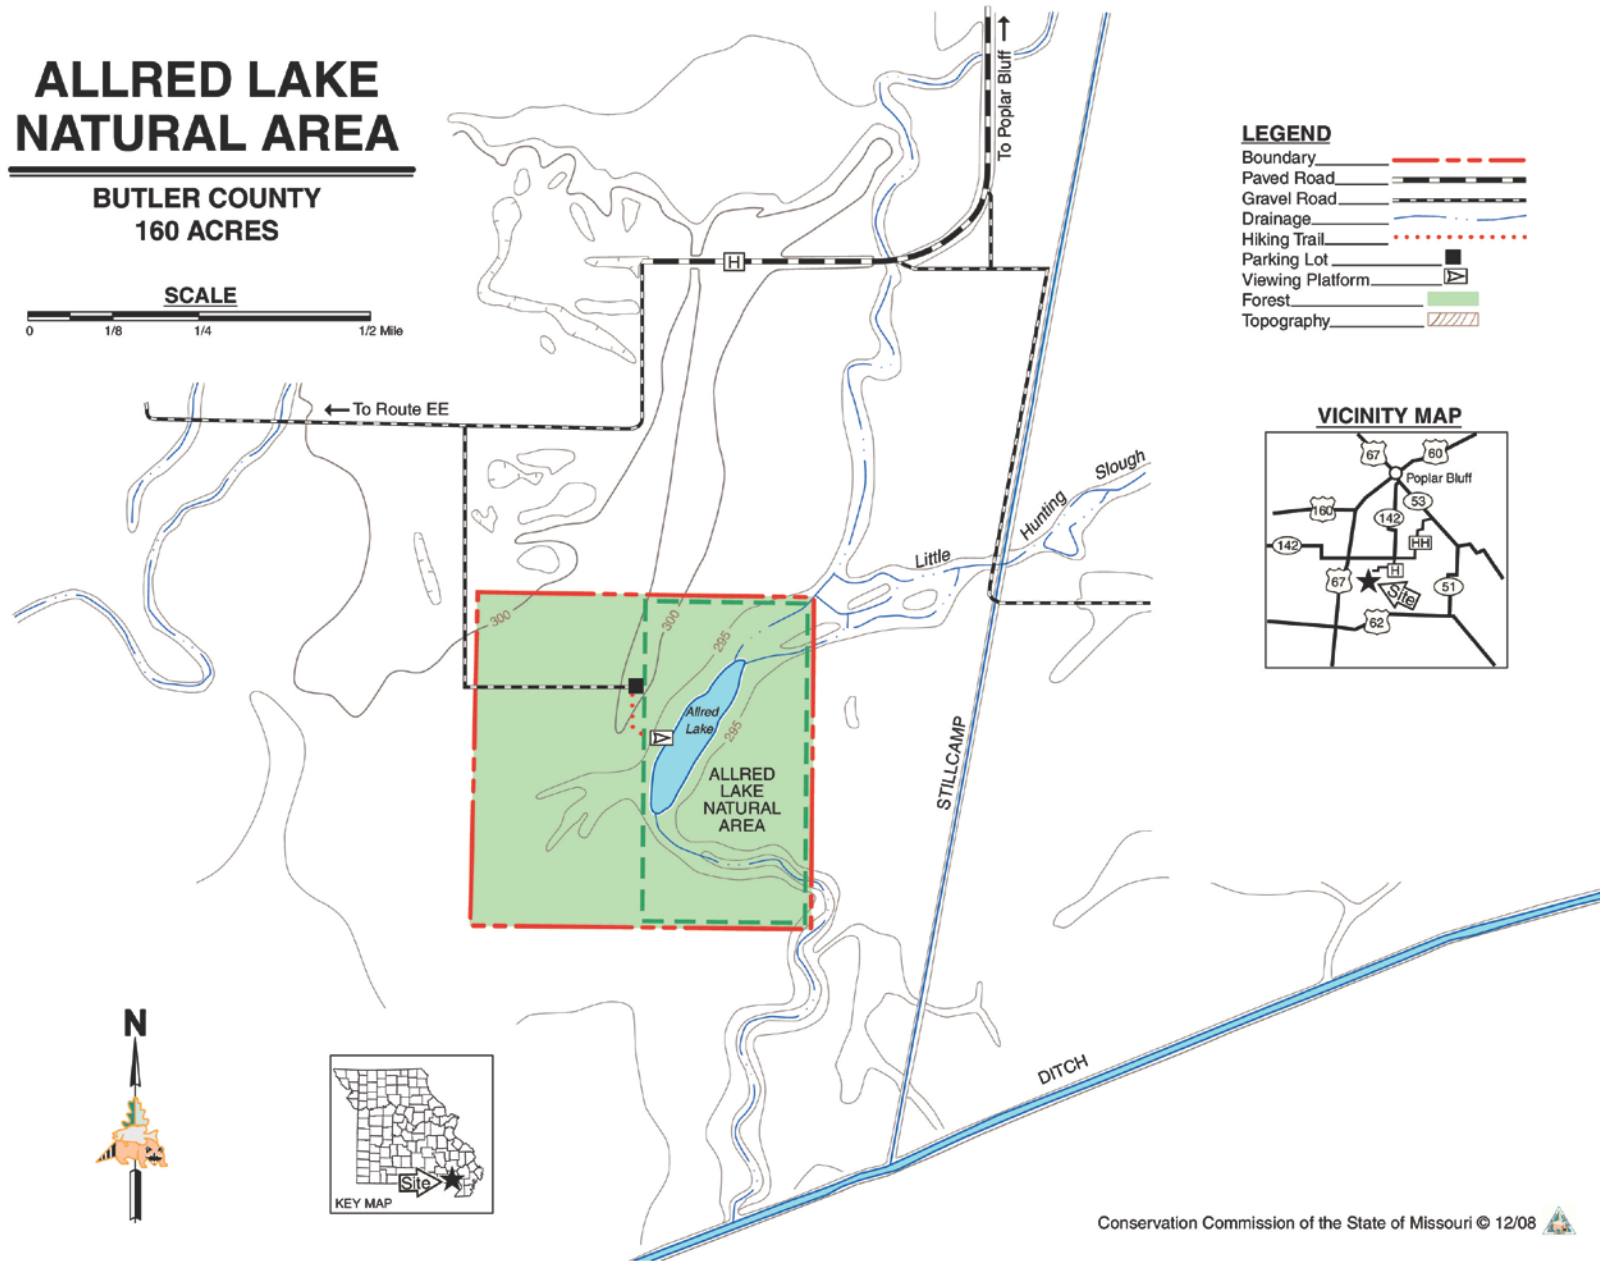 ALLRED LAKE
NATURAL AREA
BUTLER COUNTY
160 ACRES
SCALE
0 1/8 1/4 1/2 Mile
To Poplar Bluff
H
To Route EE
LEGEND
Boundary
Paved Road
Gravel Road
Drainage
Hiking Trail
Parking Lot
Viewing Platform
Forest
Topography
VICINITY MAP
67
60
Poplar Bluff
53
160
142
HH
142
H
67
51
Site
62
Little Hunting Slough
300
300
295
295
Allred
Lake
ALLRED
LAKE
NATURAL
AREA
STILLCAMP
DITCH
N
Site
KEY MAP
Conservation Commission of the State of Missouri © 12/08